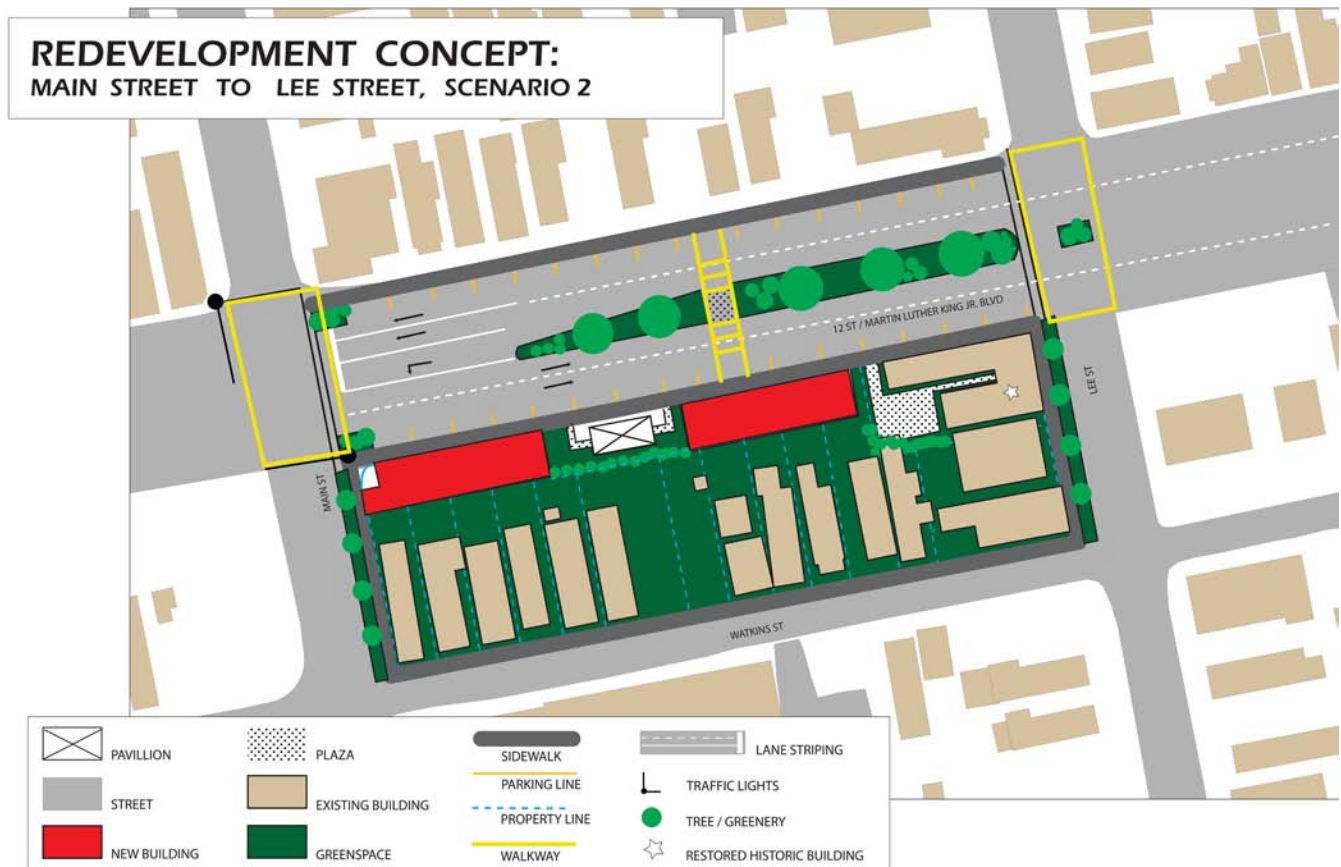 REDEVELOPMENT CONCEPT:
MAIN STREET TO LEE STREET, SCENARIO 2
12 ST / MARTIN LUTHER KING JR. BLVD
LEE ST
MAIN ST
WATKINS ST
PAVILLION
PLAZA
SIDEWALK
LANE STRIPING
PARKING LINE
STREET
EXISTING BUILDING
PROPERTY LINE
TRAFFIC LIGHTS
TREE / GREENERY
NEW BUILDING
GREENSPACE
WALKWAY
RESTORED HISTORIC BUILDING